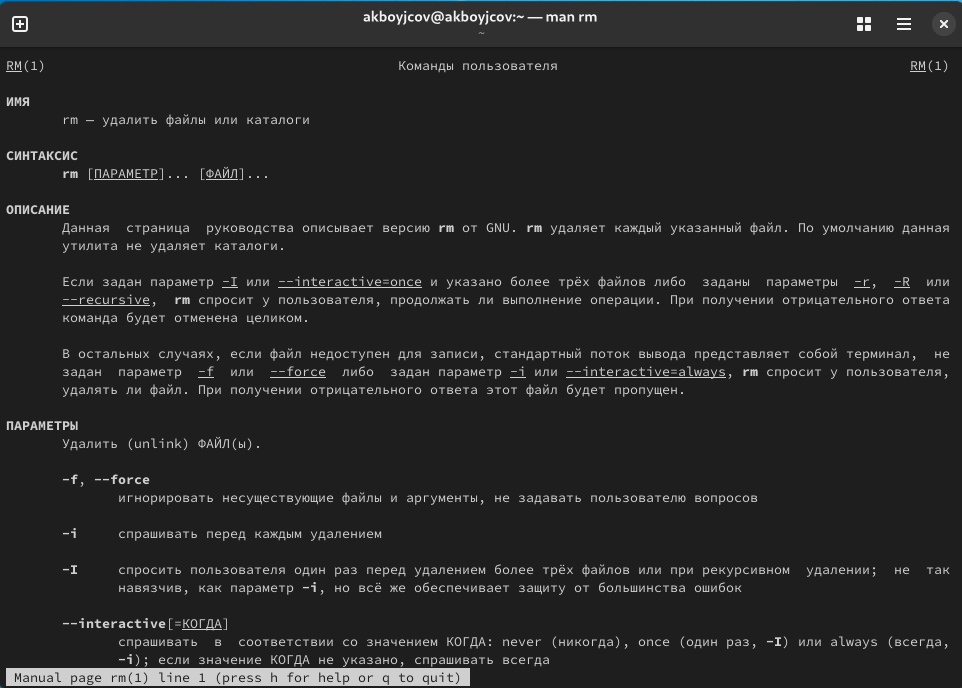 akboyjcov@akboyjcov:~ — man rm
~
RM(1) Команды пользователя RM(1)
ИМЯ
rm — удалить файлы или каталоги
СИНТАКСИС
rm [ПАРАМЕТР]... [ФАЙЛ]...
ОПИСАНИЕ
Данная страница руководства описывает версию rm от GNU. rm удаляет каждый указанный файл. По умолчанию данная
утилита не удаляет каталоги.
Если задан параметр -I или --interactive=once и указано более трёх файлов либо заданы параметры -r, -R или
--recursive, rm спросит у пользователя, продолжать ли выполнение операции. При получении отрицательного ответа
команда будет отменена целиком.
В остальных случаях, если файл недоступен для записи, стандартный поток вывода представляет собой терминал, не
задан параметр -f или --force либо задан параметр -i или --interactive=always, rm спросит у пользователя,
удалять ли файл. При получении отрицательного ответа этот файл будет пропущен.
ПАРАМЕТРЫ
Удалить (unlink) ФАЙЛ(ы).
-f, --force
игнорировать несуществующие файлы и аргументы, не задавать пользователю вопросов
-i спрашивать перед каждым удалением
-I спросить пользователя один раз перед удалением более трёх файлов или при рекурсивном удалении; не так
навязчив, как параметр -i, но всё же обеспечивает защиту от большинства ошибок
--interactive[=КОГДА]
спрашивать в соответствии со значением КОГДА: never (никогда), once (один раз, -I) или always (всегда,
-i); если значение КОГДА не указано, спрашивать всегда
Manual page rm(1) line 1 (press h for help or q to quit)